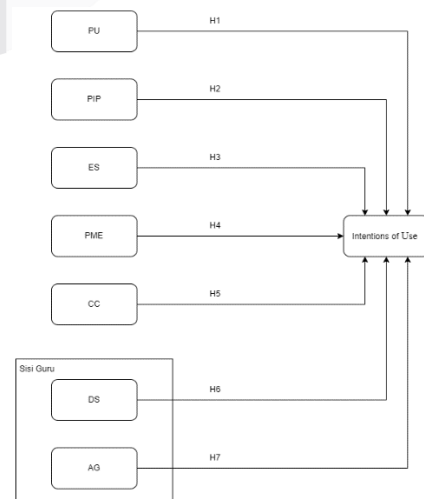 PU
H1
PIP
H2
ES
H3
PME
H4
Intentions of Use
CC
H5
Sisi Guru
DS
H6
AG
H7